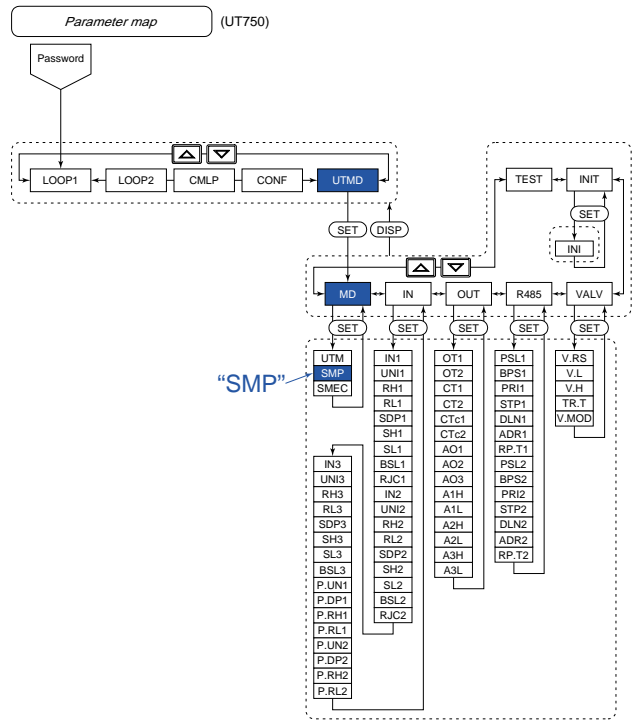 Parameter map (UT750)
Password
LOOP1 LOOP2 CMLP CONF UTMD
TEST INIT
SET DISP
SET
INI
MD IN OUT R485 VALV
SET SET SET SET SET
"SMP"
UTM
SMP
SMEC
IN1
UNI1
RH1
RL1
SDP1
SH1
SL1
BSL1
RJC1
IN2
UNI2
RH2
RL2
SDP2
SH2
SL2
BSL2
RJC2
IN3
UNI3
RH3
RL3
SDP3
SH3
SL3
BSL3
P.UN1
P.DP1
P.RH1
P.RL1
P.UN2
P.DP2
P.RH2
P.RL2
OT1
OT2
CT1
CT2
CTc1
CTc2
AO1
AO2
AO3
A1H
A1L
A2H
A2L
A3H
A3L
PSL1
BPS1
PRI1
STP1
DLN1
ADR1
RP.T1
PSL2
BPS2
PRI2
STP2
DLN2
ADR2
RP.T2
V.RS
V.L
V.H
TR.T
V.MOD